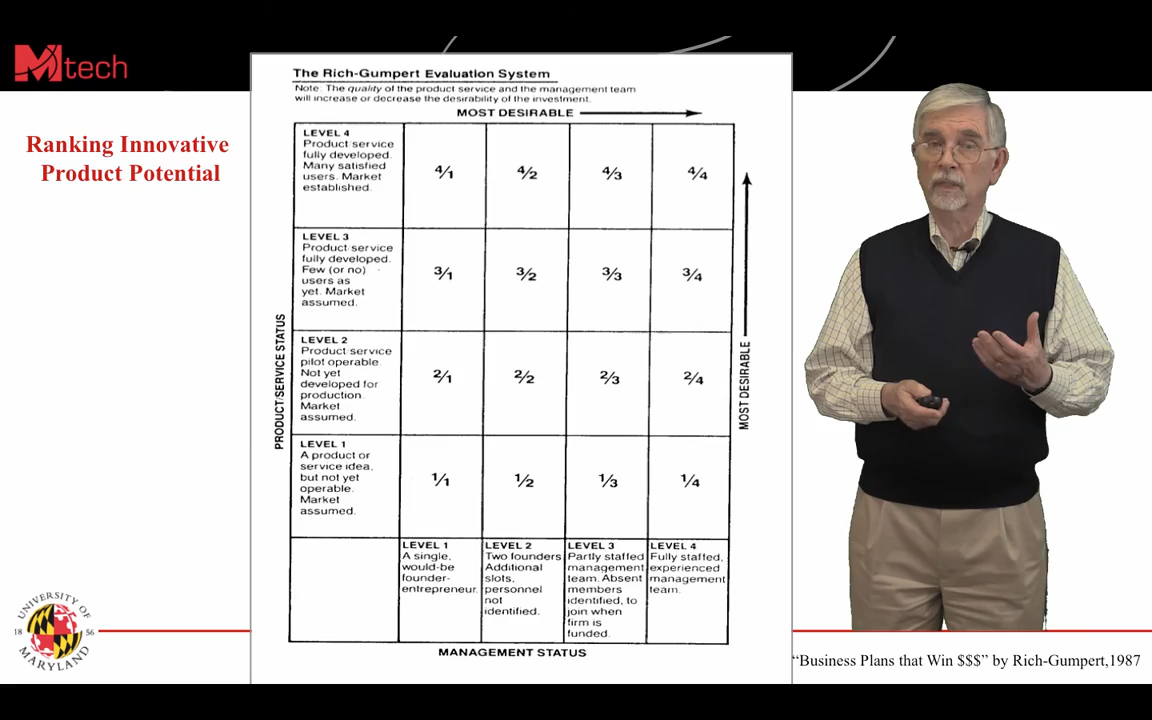 M tech
Ranking Innovative
Product Potential
The Rich-Gumpert Evaluation System
Note: The quality of the product service and the management team
will increase or decrease the desirability of the investment.
MOST DESIRABLE
LEVEL 4
Product service
fully developed.
Many satisfied
users. Market
established.
4/1 4/2 4/3 4/4
LEVEL 3
Product service
fully developed.
Few (or no)
users as
yet. Market
assumed.
3/1 3/2 3/3 3/4
LEVEL 2
Product service
pilot operable.
Not yet
developed for
production.
Market
assumed.
2/1 2/2 2/3 2/4
LEVEL 1
A product or
service idea,
but not yet
operable.
Market
assumed.
1/1 1/2 1/3 1/4
PRODUCT/SERVICE STATUS
MOST DESIRABLE
LEVEL 1
A single,
would-be
founder-
entrepreneur.
LEVEL 2
Two founders
Additional
slots,
personnel
not
identified.
LEVEL 3
Partly staffed
management
team. Absent
members
identified, to
join when
firm is
funded.
LEVEL 4
Fully staffed,
experienced
management
team.
MANAGEMENT STATUS
UNIVERSITY OF
18 56
MARYLAND
“Business Plans that Win $$$” by Rich-Gumpert,1987